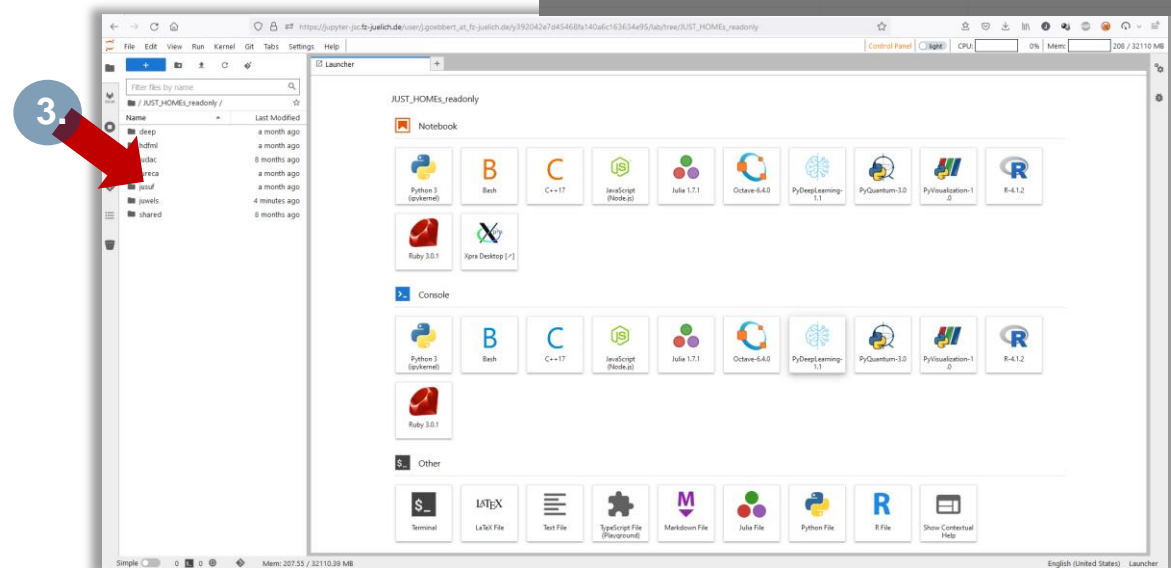 https://jupyter-jsc.fz-juelich.de/user/j.goebbert_at_fz-juelich.de/y392042e7d45468fa140a6c163634e95/lab/tree/JUST_HOMEs_readonly
File Edit View Run Kernel Git Tabs Settings Help
Control Panel light CPU: 0% Mem: 208 / 32110 MB
Launcher
Filter files by name
/ JUST_HOMEs_readonly /
Name Last Modified
3.
deep a month ago
hdfml a month ago
judac 8 months ago
jureca a month ago
jusuf a month ago
juwels 4 minutes ago
shared 8 months ago
JUST_HOMEs_readonly
Notebook
Python 3 (ipykernel)
B Bash
C C++17
JS JavaScript (Node.js)
Julia 1.7.1
Octave-6.4.0
PyDeepLearning-1.1
PyQuantum-3.0
PyVisualization-1.0
R R-4.1.2
Ruby 3.0.1
Xpra Desktop [↗]
Console
Python 3 (ipykernel)
B Bash
C C++17
JS JavaScript (Node.js)
Julia 1.7.1
Octave-6.4.0
PyDeepLearning-1.1
PyQuantum-3.0
PyVisualization-1.0
R R-4.1.2
Ruby 3.0.1
$_ Other
$_ Terminal
LATEX LaTeX File
Text File
TypeScript File (Playground)
M Markdown File
Julia File
Python File
R R File
Show Contextual Help
Simple 0 0 Mem: 207.55 / 32110.39 MB
English (United States) Launcher